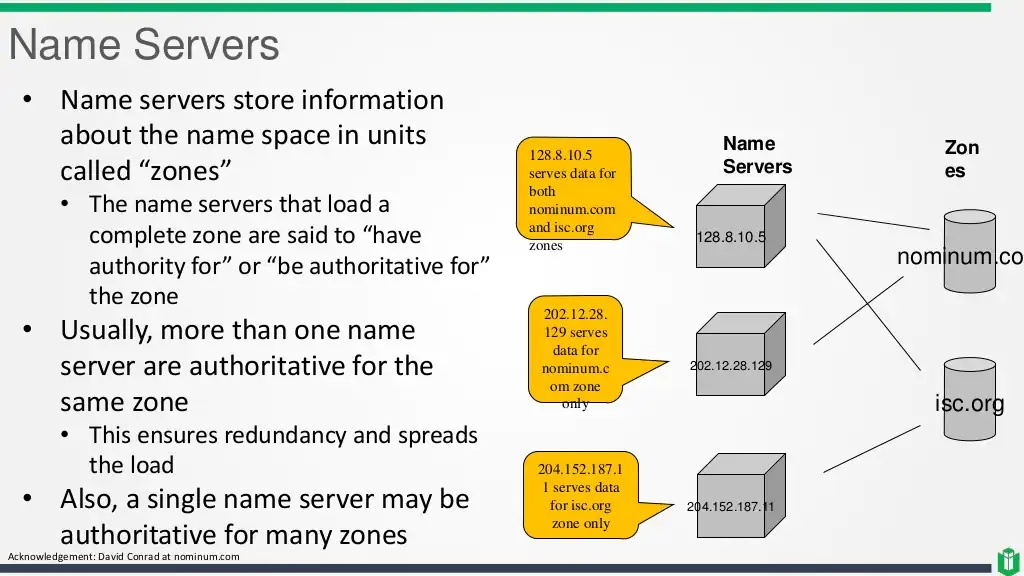 Name Servers
• Name servers store information
about the name space in units
called “zones”
• The name servers that load a
complete zone are said to “have
authority for” or “be authoritative for”
the zone
• Usually, more than one name
server are authoritative for the
same zone
• This ensures redundancy and spreads
the load
• Also, a single name server may be
authoritative for many zones
Acknowledgement: David Conrad at nominum.com
128.8.10.5
serves data for
both
nominum.com
and isc.org
zones
202.12.28.
129 serves
data for
nominum.c
om zone
only
204.152.187.1
1 serves data
for isc.org
zone only
Name
Servers
128.8.10.5
202.12.28.129
204.152.187.11
Zon
es
nominum.co
isc.org